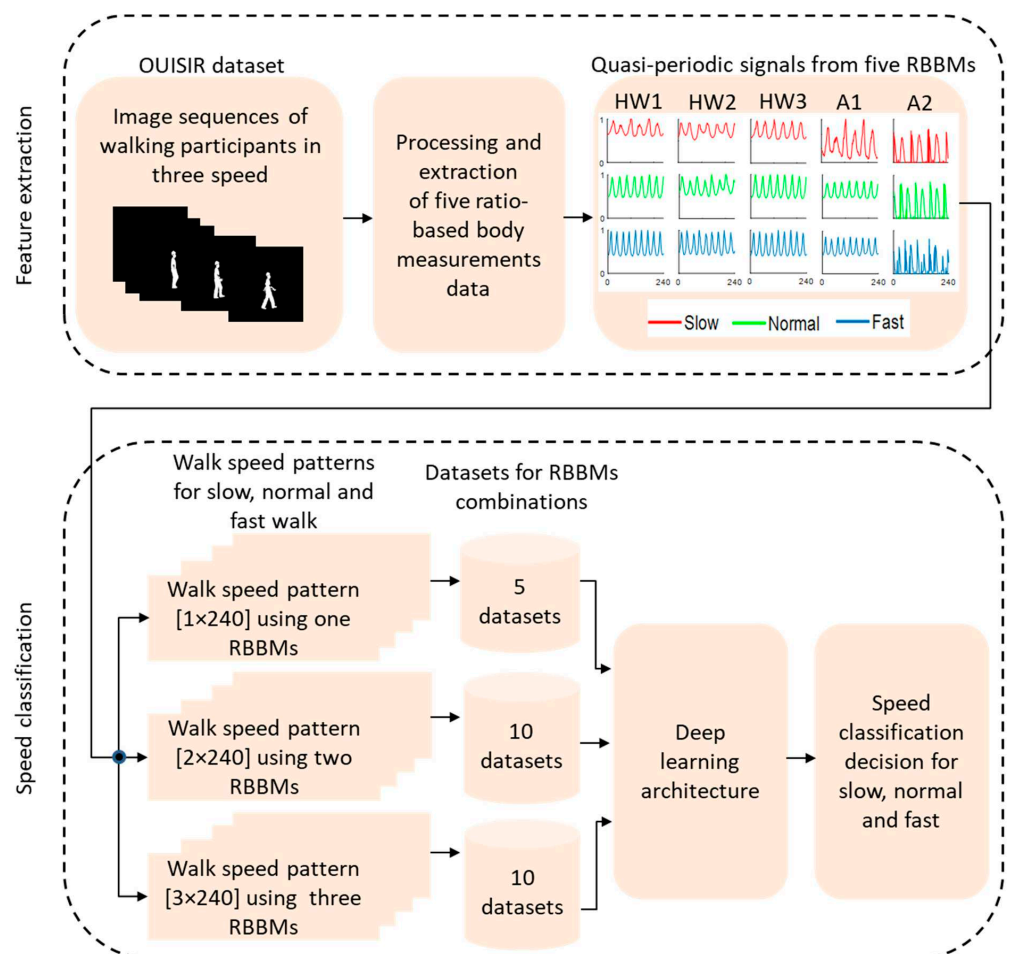 Feature extraction
OUISIR dataset
Image sequences of
walking participants in
three speed
Processing and
extraction
of five ratio-
based body
measurements
data
Quasi-periodic signals from five RBBMs
HW1 HW2 HW3 A1 A2
1
0
1
0
1
0
0 240 0 240 0 240 0 240 0 240
Slow Normal Fast
Speed classification
Walk speed patterns
for slow, normal and
fast walk
Datasets for RBBMs
combinations
Walk speed pattern
[1×240] using one
RBBMs
5
datasets
Walk speed pattern
[2×240] using two
RBBMs
10
datasets
Walk speed pattern
[3×240] using three
RBBMs
10
datasets
Deep
learning
architecture
Speed
classification
decision for
slow, normal
and fast